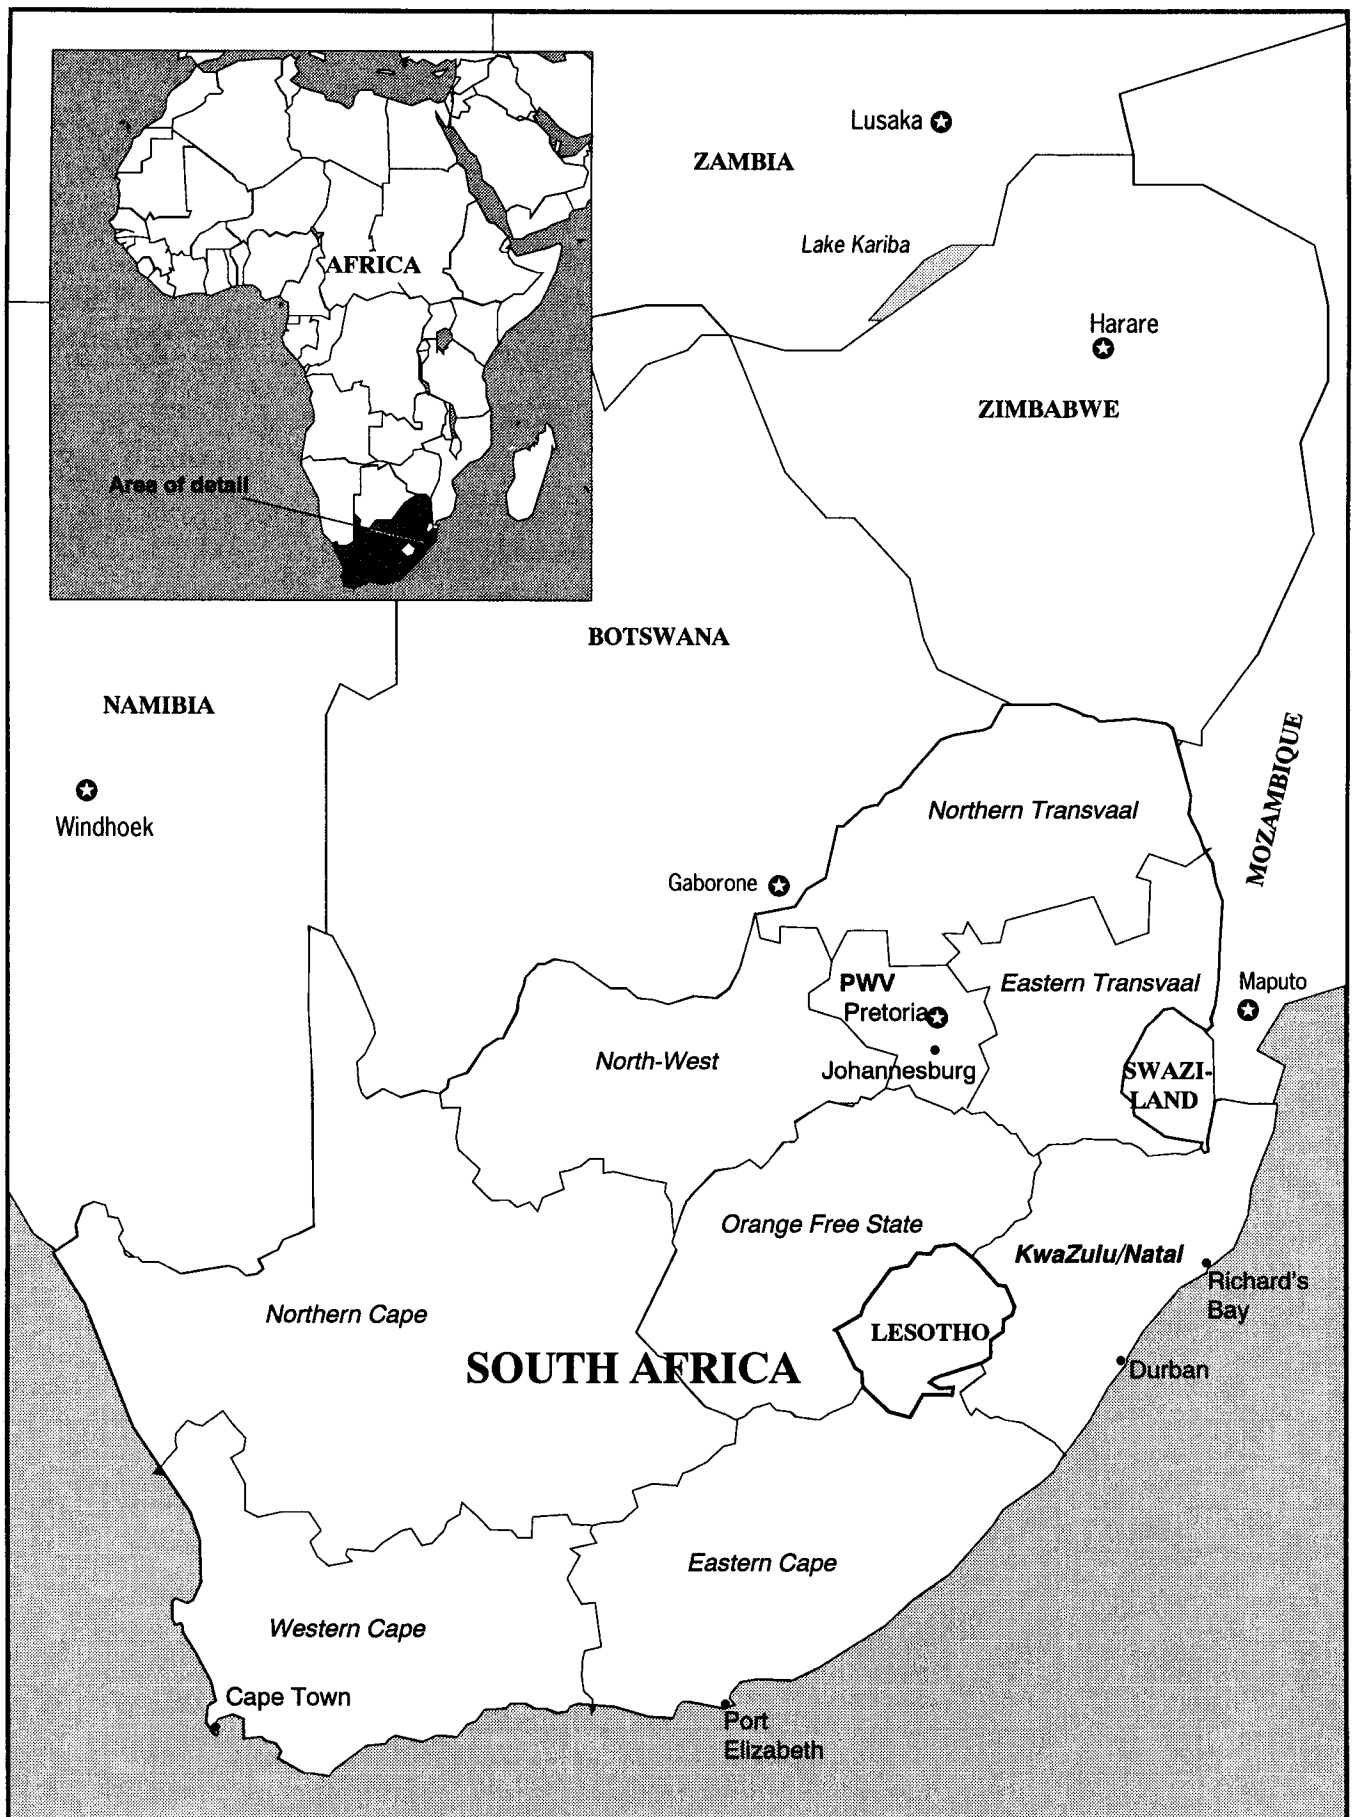 Lusaka
ZAMBIA
Lake Kariba
AFRICA
Harare
ZIMBABWE
Area of detail
BOTSWANA
NAMIBIA
MOZAMBIQUE
Windhoek
Northern Transvaal
Gaborone
PWV
Eastern Transvaal
Maputo
Pretoria
North-West
Johannesburg
SWAZI-
LAND
Orange Free State
KwaZulu/Natal
Richard's
Bay
Northern Cape
LESOTHO
SOUTH AFRICA
Durban
Eastern Cape
Western Cape
Cape Town
Port
Elizabeth